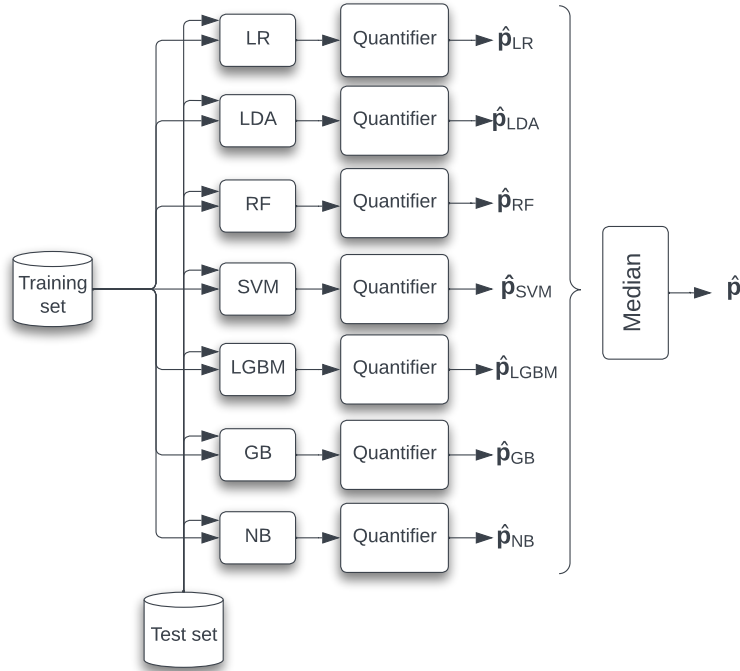 LR
Quantifier
p̂LR
LDA
Quantifier
p̂LDA
RF
Quantifier
p̂RF
Training
set
SVM
Quantifier
p̂SVM
Median
p̂
LGBM
Quantifier
p̂LGBM
GB
Quantifier
p̂GB
NB
Quantifier
p̂NB
Test set